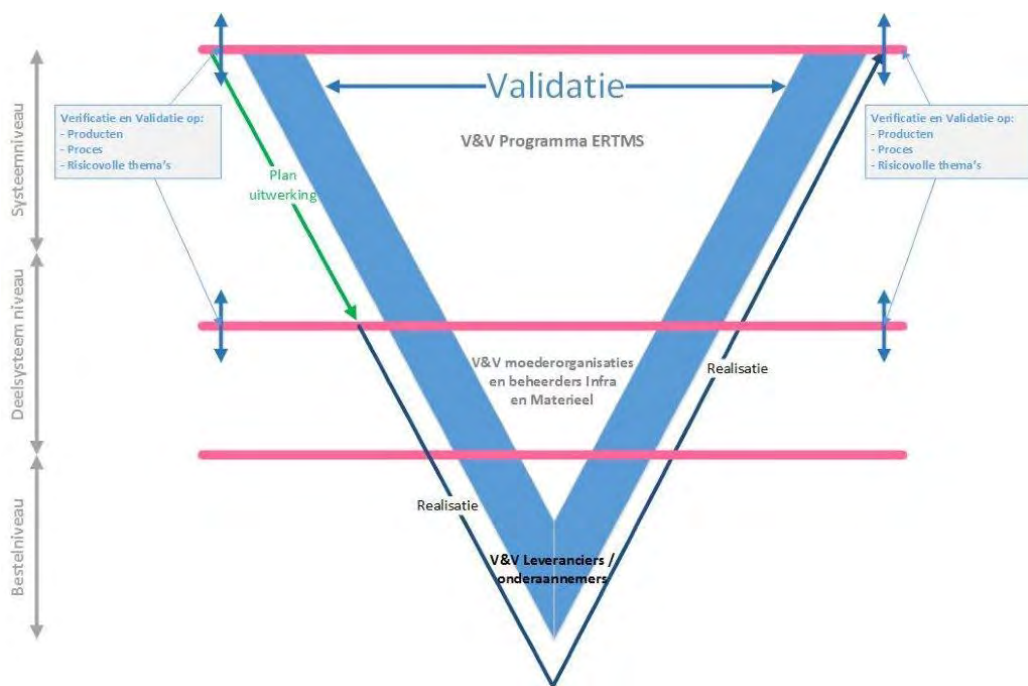 Validatie
V&V Programma ERTMS
Verificatie en Validatie op:
- Producten
- Proces
- Risicovolle thema's
Verificatie en Validatie op:
- Producten
- Proces
- Risicovolle thema's
Plan
uitwerking
Systeemniveau
Deelsysteem niveau
V&V moederorganisaties
en beheerders Infra
en Materieel
Realisatie
Realisatie
Bestelniveau
V&V Leveranciers /
onderaannemers